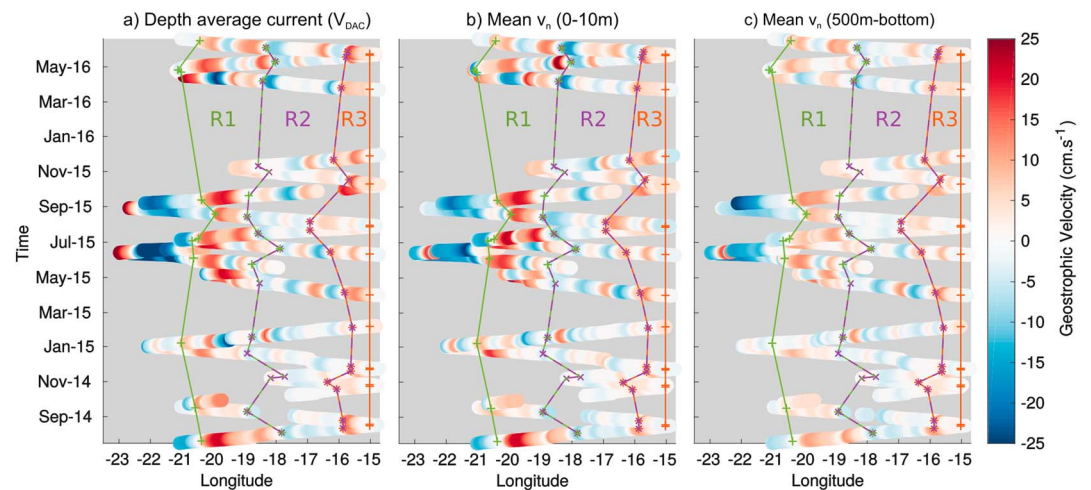 a) Depth average current (V_DAC)
b) Mean v_n (0-10m)
c) Mean v_n (500m-bottom)
May-16
Mar-16
Jan-16
Nov-15
Sep-15
Jul-15
May-15
Mar-15
Jan-15
Nov-14
Sep-14
Time
R1 R2 R3
R1 R2 R3
R1 R2 R3
-23 -22 -21 -20 -19 -18 -17 -16 -15
-23 -22 -21 -20 -19 -18 -17 -16 -15
-23 -22 -21 -20 -19 -18 -17 -16 -15
Longitude
Longitude
Longitude
25
20
15
10
5
0
-5
-10
-15
-20
-25
Geostrophic Velocity (cm.s⁻¹)